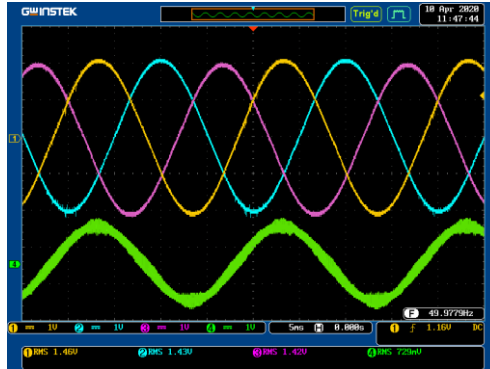 GWINSTEK
Trig'd
10 Apr 2020
11:47:44
1
4
F 49.9779Hz
1 1V 2 1V 3 1V 4 1V 5ms H 0.000s 1 1.16V DC
1 RMS 1.46V 2 RMS 1.43V 3 RMS 1.42V 4 RMS 729mV